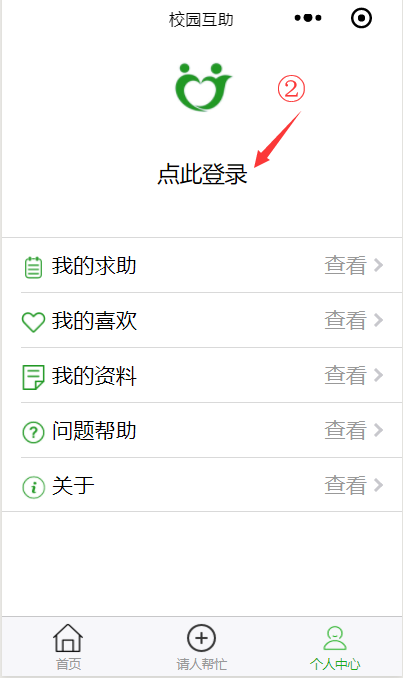 校园互助
②
点此登录
我的求助 查看
我的喜欢 查看
我的资料 查看
问题帮助 查看
关于 查看
首页 请人帮忙 个人中心